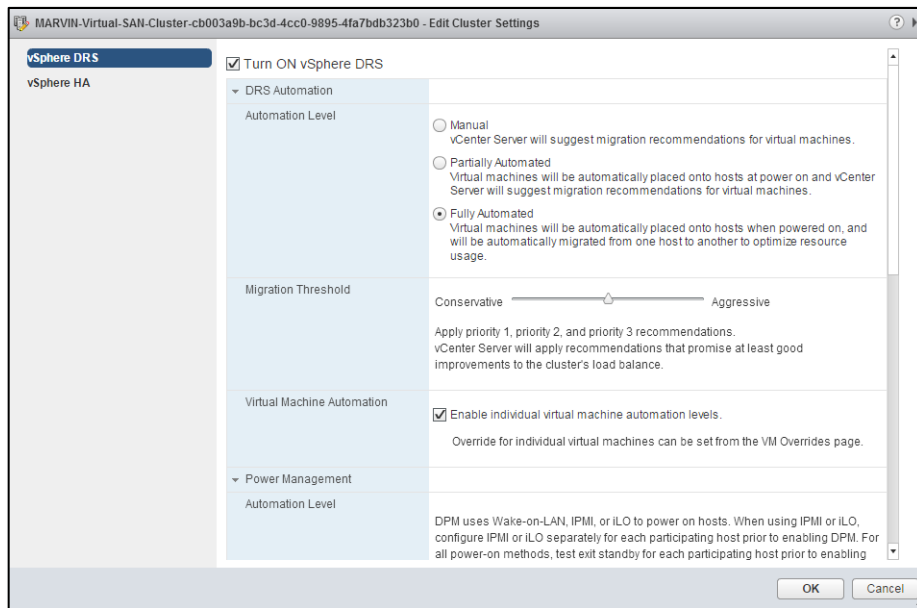 MARVIN-Virtual-SAN-Cluster-cb003a9b-bc3d-4cc0-9895-4fa7bdb323b0 - Edit Cluster Settings
?
vSphere DRS
vSphere HA
Turn ON vSphere DRS
DRS Automation
Automation Level
Manual
vCenter Server will suggest migration recommendations for virtual machines.
Partially Automated
Virtual machines will be automatically placed onto hosts at power on and vCenter
Server will suggest migration recommendations for virtual machines.
Fully Automated
Virtual machines will be automatically placed onto hosts when powered on, and
will be automatically migrated from one host to another to optimize resource
usage.
Migration Threshold
Conservative
Aggressive
Apply priority 1, priority 2, and priority 3 recommendations.
vCenter Server will apply recommendations that promise at least good
improvements to the cluster's load balance.
Virtual Machine Automation
Enable individual virtual machine automation levels.
Override for individual virtual machines can be set from the VM Overrides page.
Power Management
Automation Level
DPM uses Wake-on-LAN, IPMI, or iLO to power on hosts. When using IPMI or iLO,
configure IPMI or iLO separately for each participating host prior to enabling DPM. For
all power-on methods, test exit standby for each participating host prior to enabling
OK
Cancel